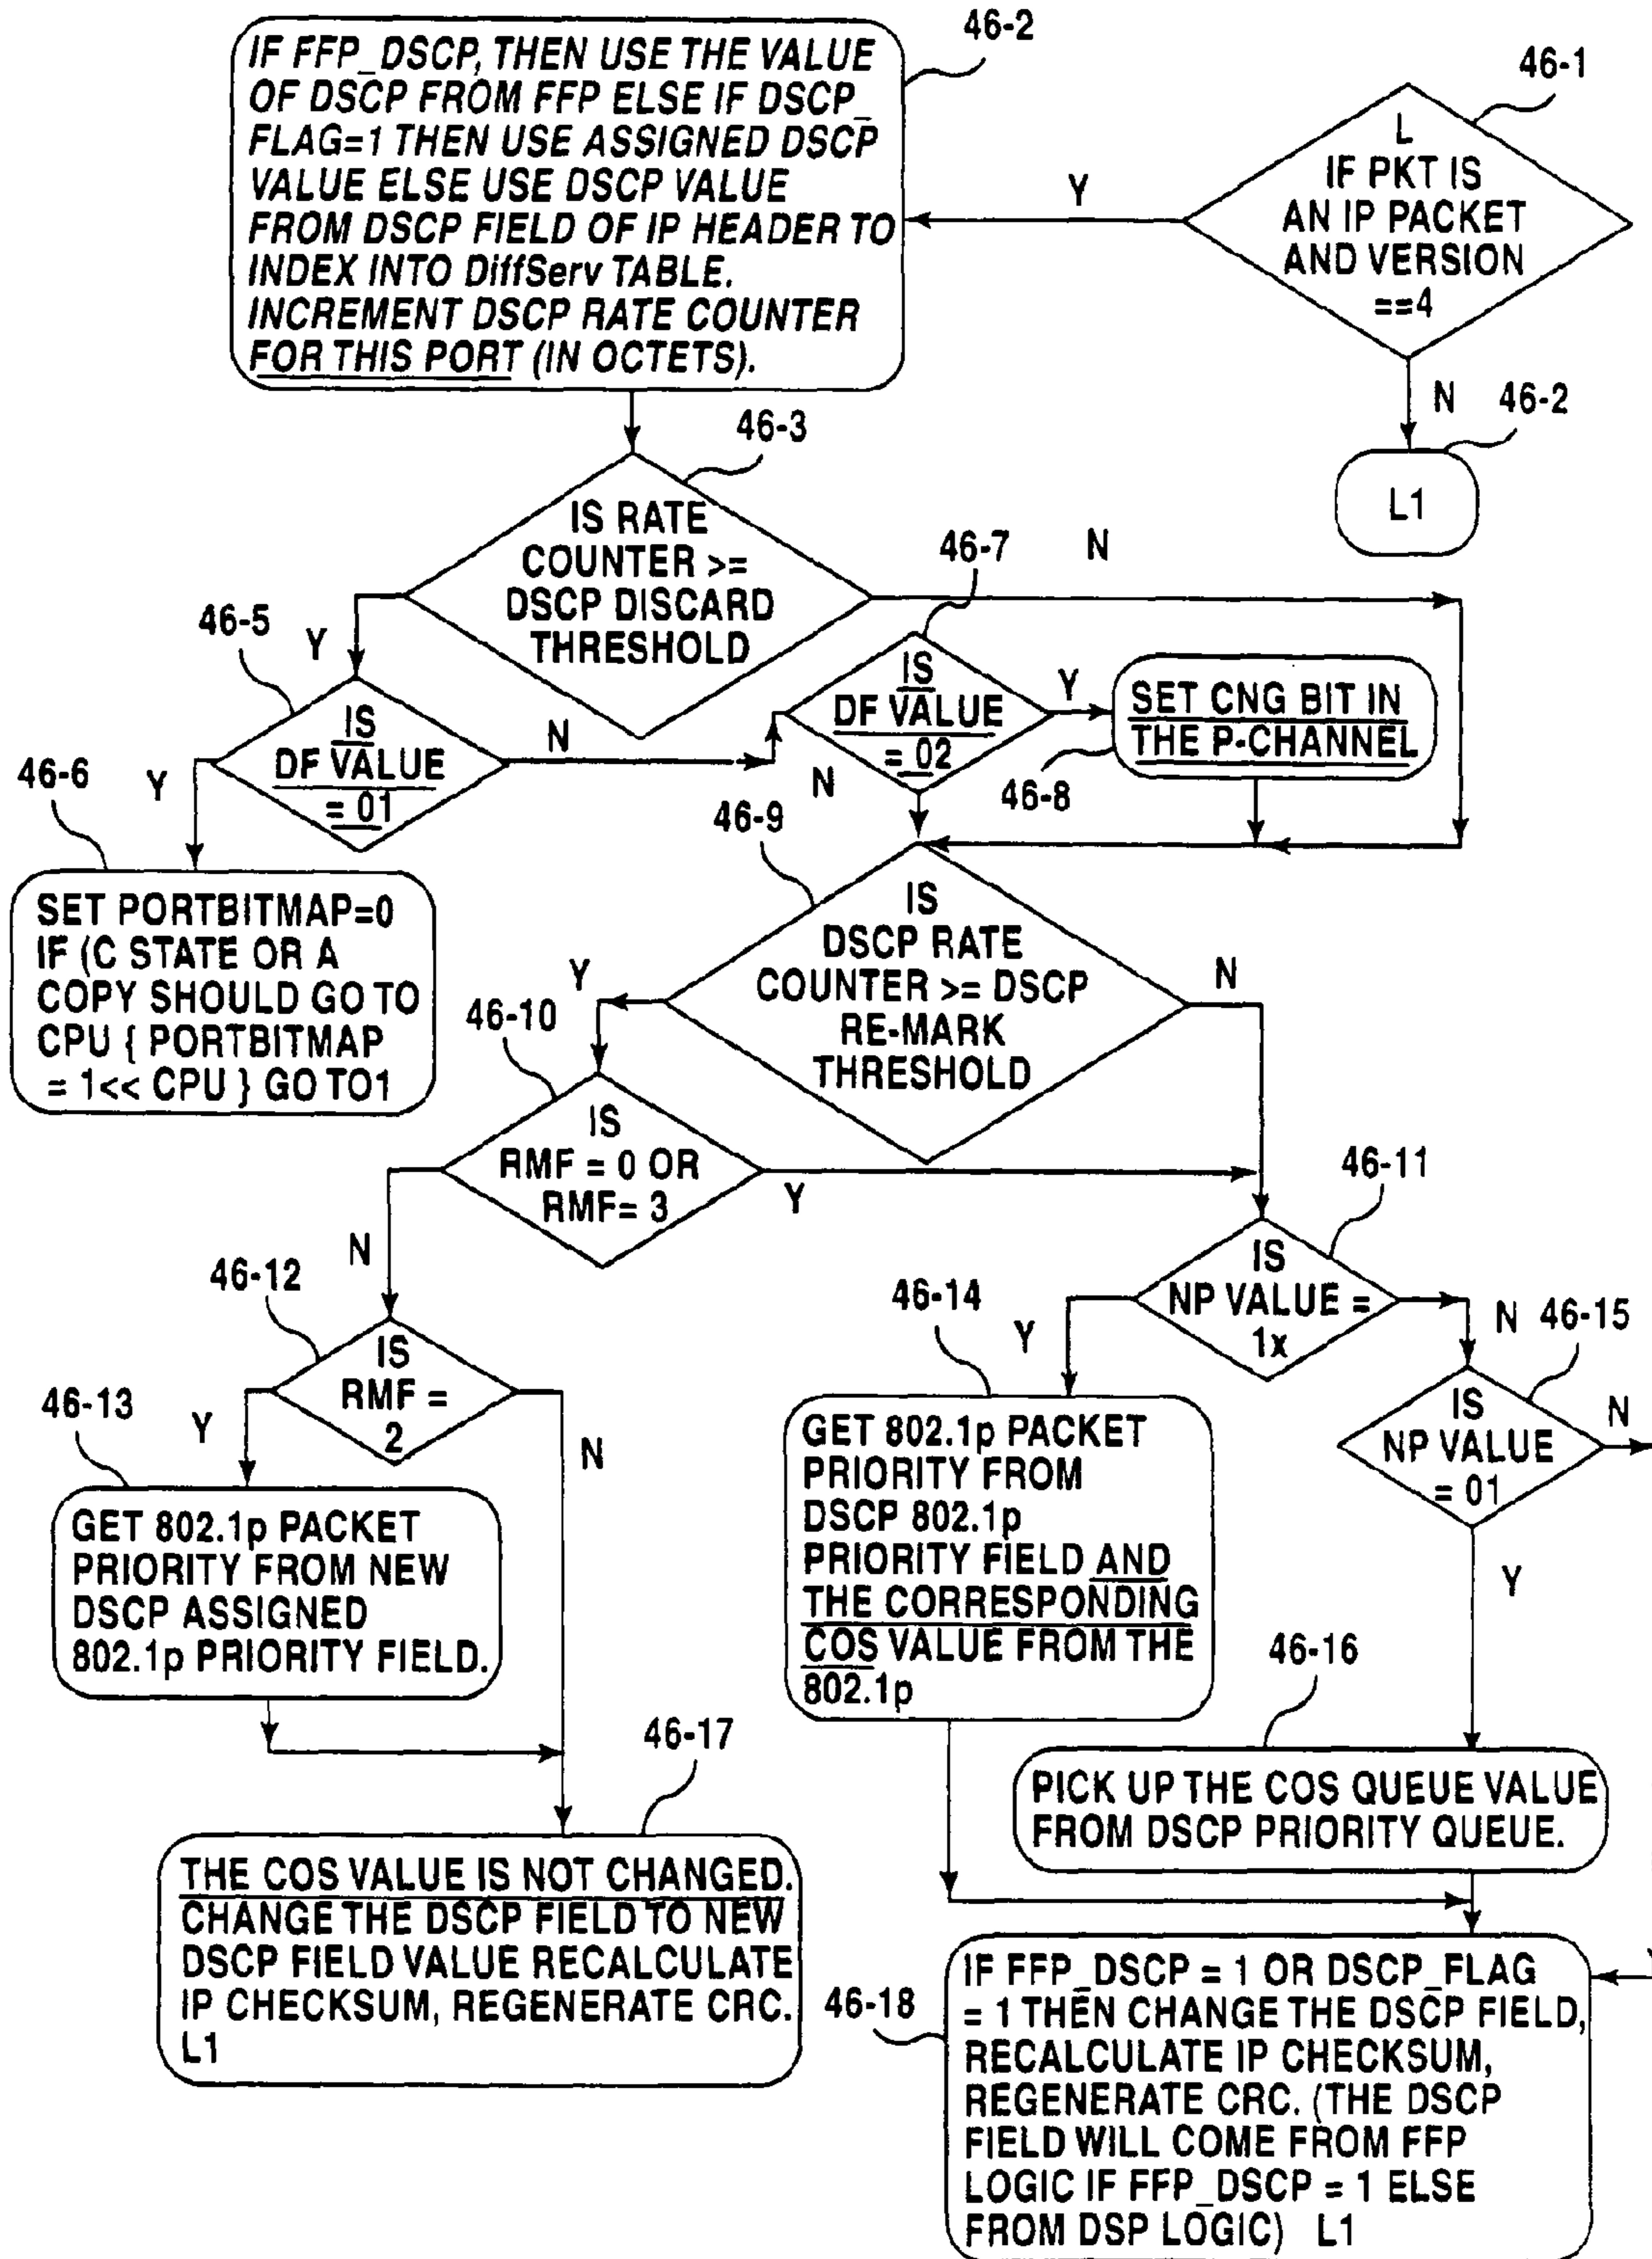 46-2
IF FFP_DSCP, THEN USE THE VALUE
OF DSCP FROM FFP ELSE IF DSCP_
FLAG=1 THEN USE ASSIGNED DSCP
VALUE ELSE USE DSCP VALUE
FROM DSCP FIELD OF IP HEADER TO
INDEX INTO DiffServ TABLE.
INCREMENT DSCP RATE COUNTER
FOR THIS PORT (IN OCTETS).
46-1
L
IF PKT IS
AN IP PACKET
AND VERSION
==4
Y
N
46-2
L1
46-3
IS RATE
COUNTER >=
DSCP DISCARD
THRESHOLD
N
Y
46-5
IS
DF VALUE
= 01
N
Y
46-7
IS
DF VALUE
= 02
Y
N
SET CNG BIT IN
THE P-CHANNEL
46-8
46-6
SET PORTBITMAP=0
IF (C STATE OR A
COPY SHOULD GO TO
CPU { PORTBITMAP
= 1<< CPU } GO TO1
46-9
IS
DSCP RATE
COUNTER >= DSCP
RE-MARK
THRESHOLD
Y
N
46-10
IS
RMF = 0 OR
RMF= 3
Y
N
46-11
IS
NP VALUE =
1x
Y
N
46-12
IS
RMF =
2
Y
N
46-13
GET 802.1p PACKET
PRIORITY FROM NEW
DSCP ASSIGNED
802.1p PRIORITY FIELD.
46-14
GET 802.1p PACKET
PRIORITY FROM
DSCP 802.1p
PRIORITY FIELD AND
THE CORRESPONDING
COS VALUE FROM THE
802.1p
46-15
IS
NP VALUE
= 01
N
Y
46-16
PICK UP THE COS QUEUE VALUE
FROM DSCP PRIORITY QUEUE.
46-17
THE COS VALUE IS NOT CHANGED.
CHANGE THE DSCP FIELD TO NEW
DSCP FIELD VALUE RECALCULATE
IP CHECKSUM, REGENERATE CRC.
L1
46-18
IF FFP_DSCP = 1 OR DSCP_FLAG
= 1 THEN CHANGE THE DSCP FIELD,
RECALCULATE IP CHECKSUM,
REGENERATE CRC. (THE DSCP
FIELD WILL COME FROM FFP
LOGIC IF FFP_DSCP = 1 ELSE
FROM DSP LOGIC) L1